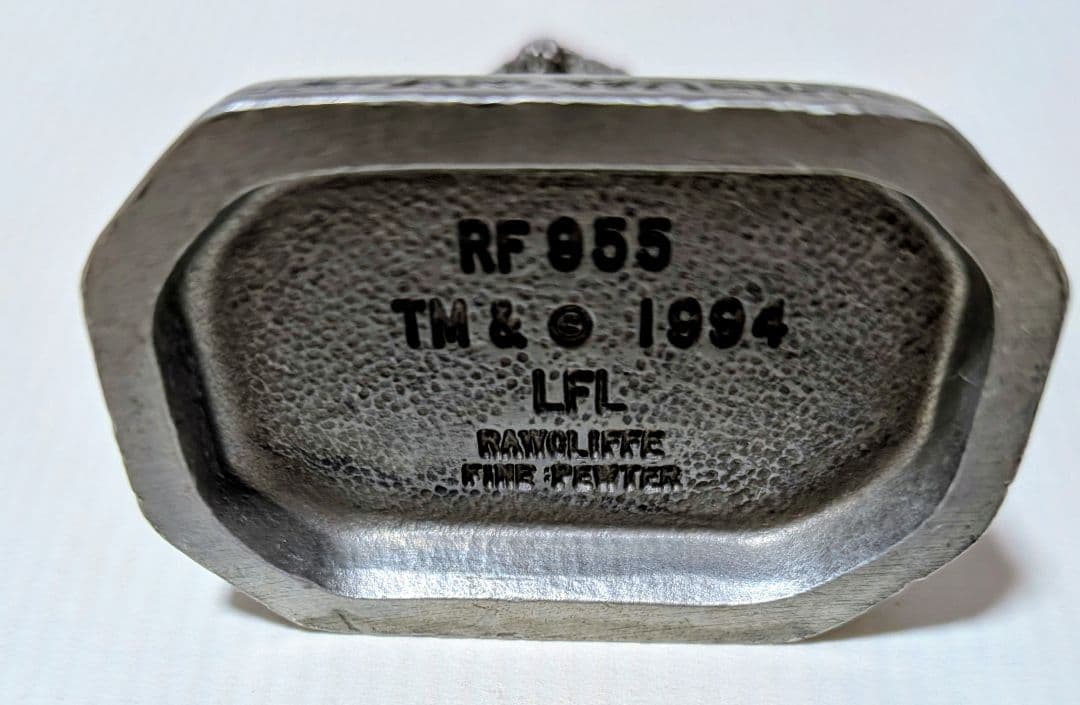 RF 955
TM & © 1994
LFL
RAWCLIFFE
FINE PEWTER